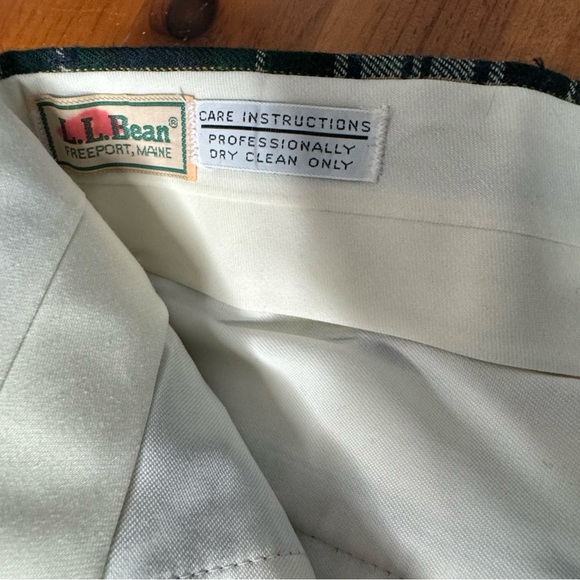 L.L.Bean®
FREEPORT, MAINE
CARE INSTRUCTIONS
PROFESSIONALLY
DRY CLEAN ONLY